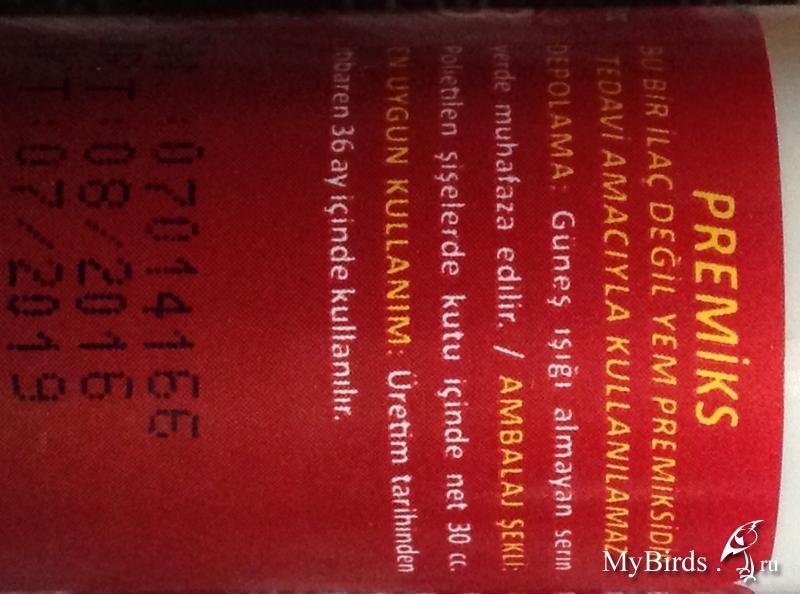 PREMİKS
BU BİR İLAÇ DEĞİL YEM PREMİKSİDİ
TEDAVİ AMACIYLA KULLANILAMAZ
DEPOLAMA: Güneş ışığı almayan serin
yerde muhafaza edilir. / AMBALAJ ŞEKLİ:
Polietilen şişelerde kutu içinde net 30 cc.
EN UYGUN KULLANIM: Üretim tarihinden
itibaren 36 ay içinde kullanılır.
: 07014166
T: 08/2016
T: 07/2019
MyBirds.ru